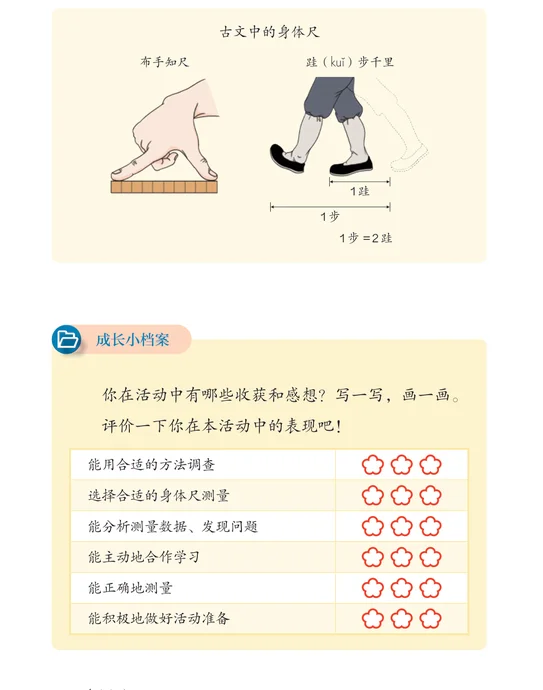 古文中的身体尺
布手知尺
跬（kuǐ）步千里
1跬
1步
1步=2跬
成长小档案
你在活动中有哪些收获和感想？写一写，画一画。
评价一下你在本活动中的表现吧！
能用合适的方法调查
选择合适的身体尺测量
能分析测量数据、发现问题
能主动地合作学习
能正确地测量
能积极地做好活动准备